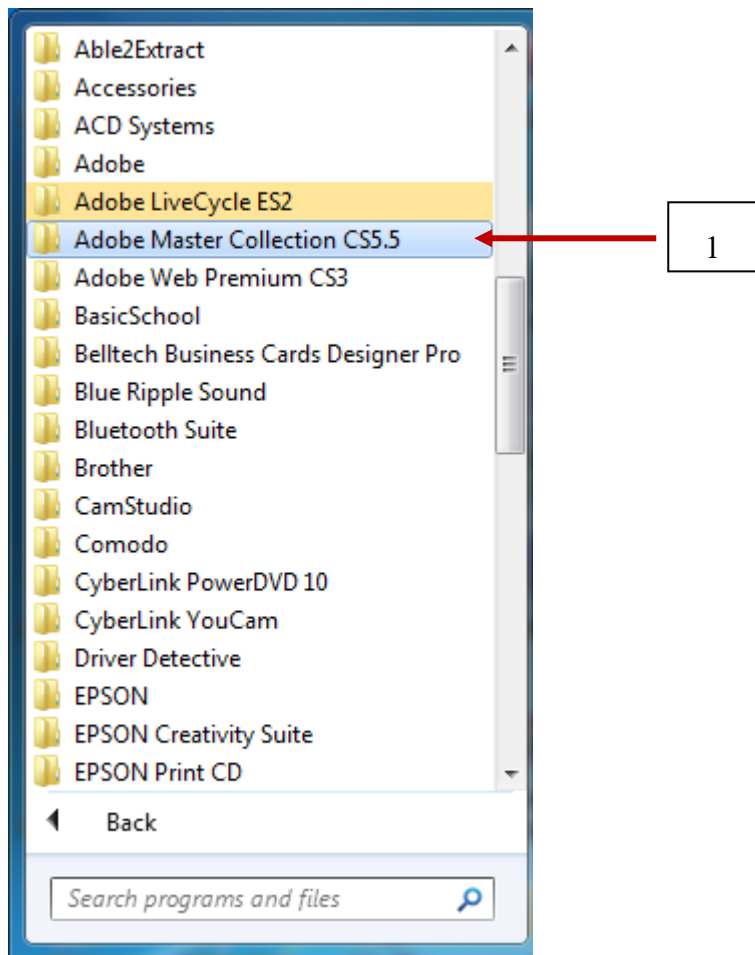 Able2Extract
Accessories
ACD Systems
Adobe
Adobe LiveCycle ES2
Adobe Master Collection CS5.5
1
Adobe Web Premium CS3
BasicSchool
Belltech Business Cards Designer Pro
Blue Ripple Sound
Bluetooth Suite
Brother
CamStudio
Comodo
CyberLink PowerDVD 10
CyberLink YouCam
Driver Detective
EPSON
EPSON Creativity Suite
EPSON Print CD
Back
Search programs and files